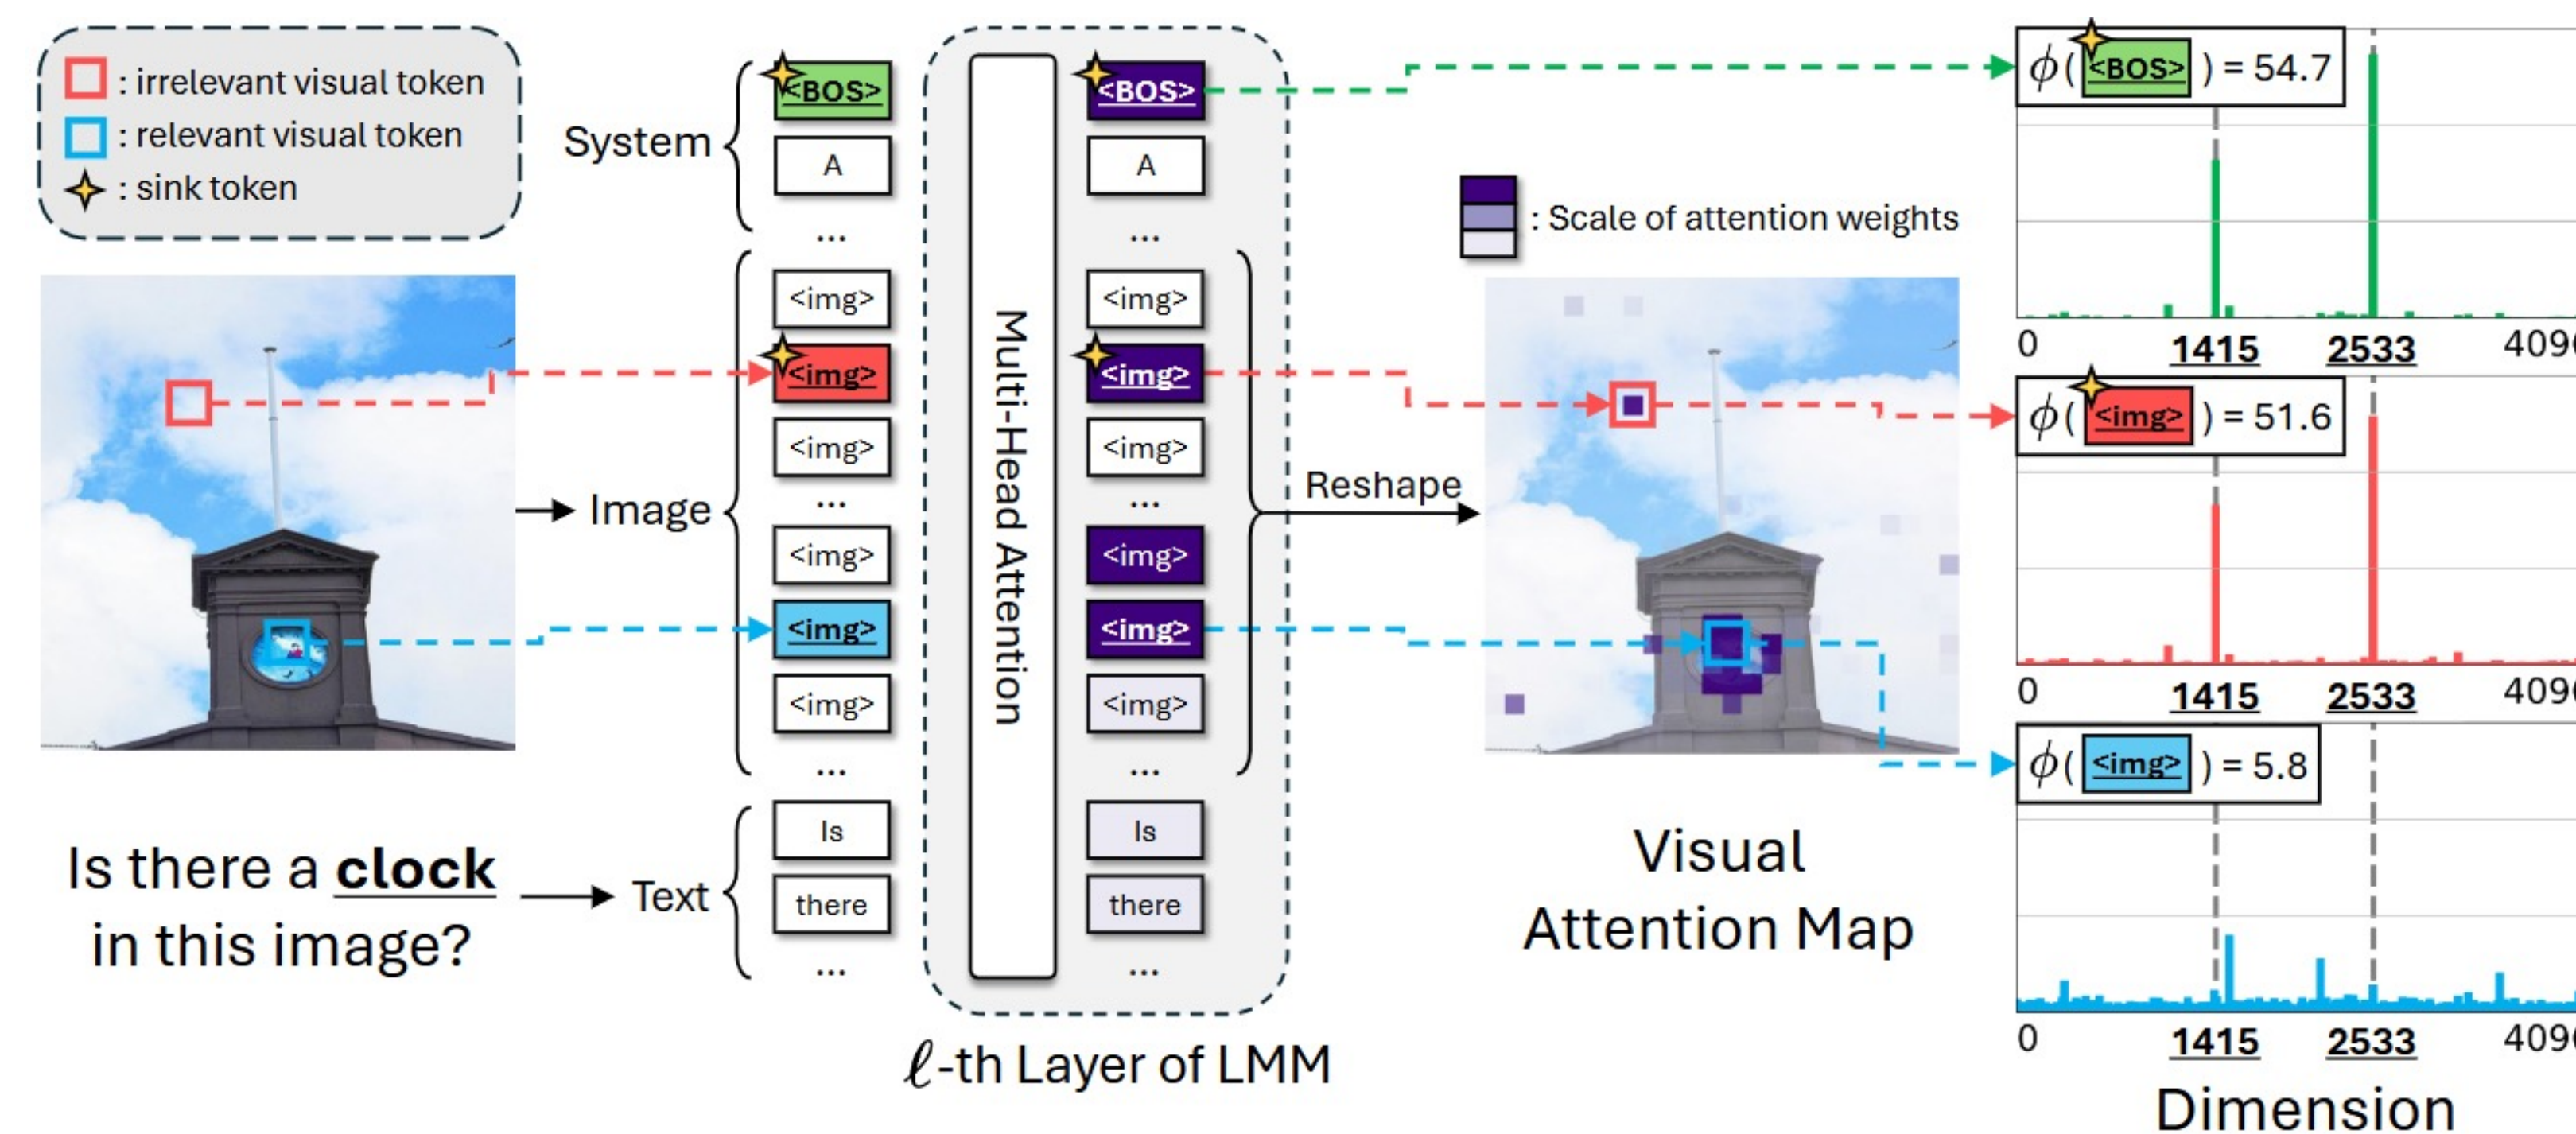 : irrelevant visual token
: relevant visual token
: sink token
Is there a clock
in this image?
System
Image
Text
<BOS>
A
...
<img>
<img>
<img>
...
<img>
<img>
<img>
...
Is
there
...
Multi-Head Attention
<BOS>
A
...
<img>
<img>
<img>
...
<img>
<img>
<img>
...
Is
there
...
ℓ-th Layer of LMM
Reshape
: Scale of attention weights
Visual
Attention Map
ϕ( <BOS> ) = 54.7
0 1415 2533 409
ϕ( <img> ) = 51.6
0 1415 2533 409
ϕ( <img> ) = 5.8
0 1415 2533 409
Dimension